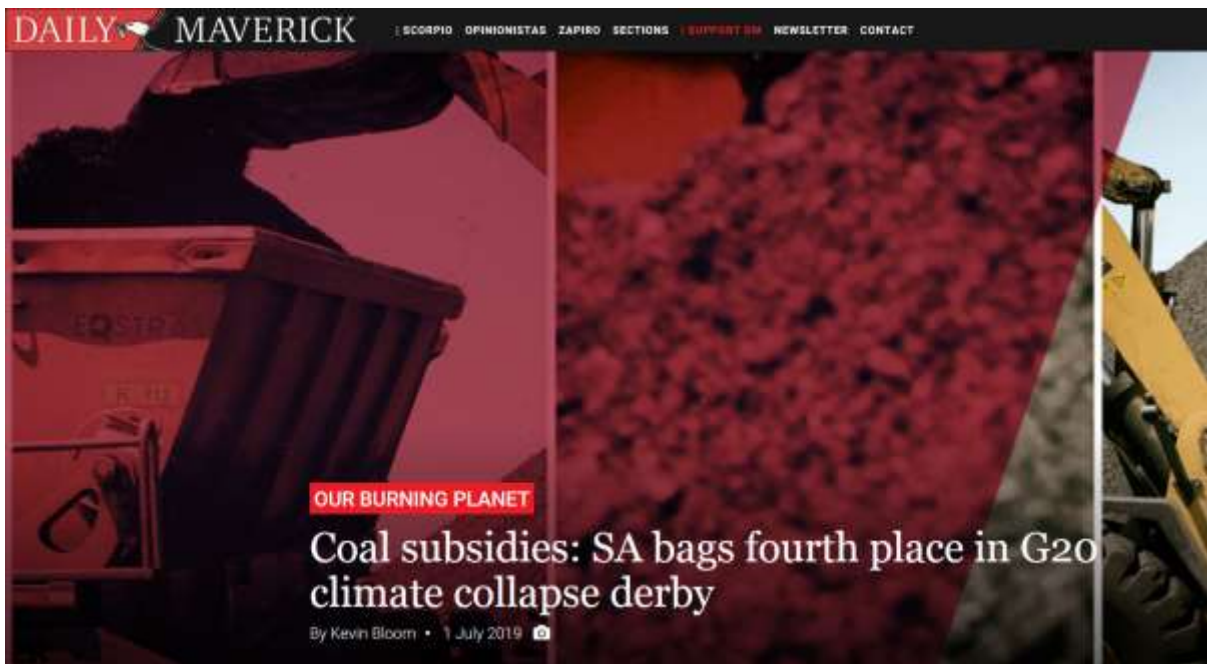 DAILY MAVERICK
| SCORPIO OPINIONISTAS ZAPIRO SECTIONS | SUPPORT DM NEWSLETTER CONTACT
EQSTRA
OUR BURNING PLANET
Coal subsidies: SA bags fourth place in G20
climate collapse derby
By Kevin Bloom • 1 July 2019